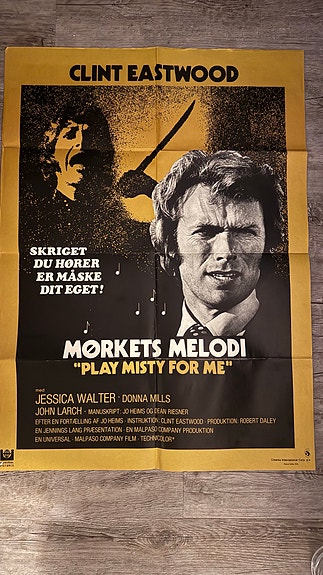 CLINT EASTWOOD
SKRIGET
DU HØRER
ER MÅSKE
DIT EGET!
MØRKETS MELODI
"PLAY MISTY FOR ME"
med
JESSICA WALTER · DONNA MILLS
JOHN LARCH · MANUSKRIPT: JO HEIMS OG DEAN RIESNER
EFTER EN FORTÆLLING AF JO HEIMS · INSTRUKTION: CLINT EASTWOOD · PRODUKTION: ROBERT DALEY
EN JENNINGS LANG PRÆSENTATION · EN MALPASO COMPANY PRODUKTION
EN UNIVERSAL · MALPASO COMPANY FILM · TECHNICOLOR®